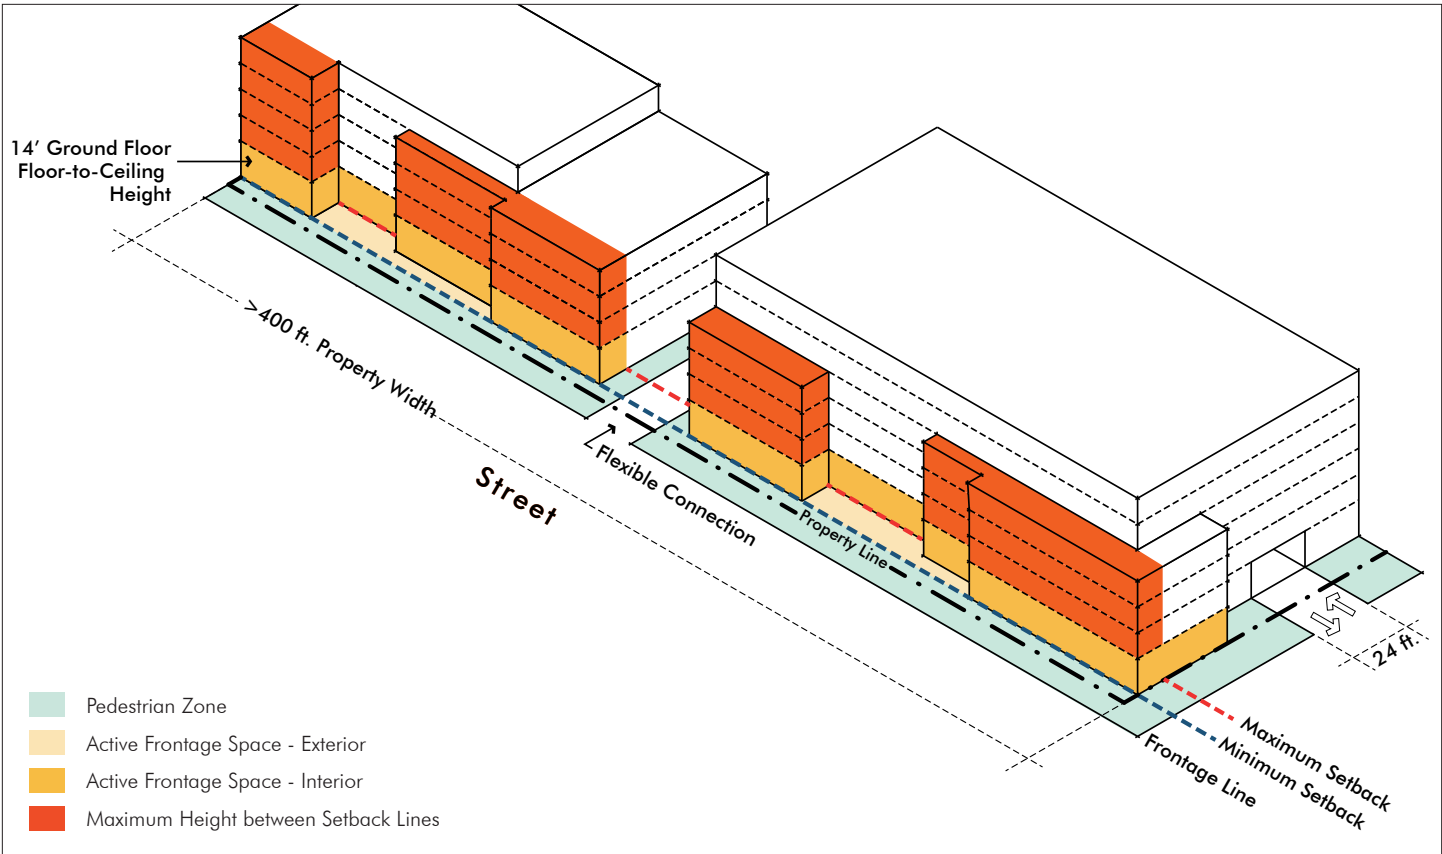 14’ Ground Floor
Floor-to-Ceiling
Height
>400 ft. Property Width
Street
Flexible Connection
Property Line
24 ft.
Maximum Setback
Minimum Setback
Frontage Line
Pedestrian Zone
Active Frontage Space - Exterior
Active Frontage Space - Interior
Maximum Height between Setback Lines